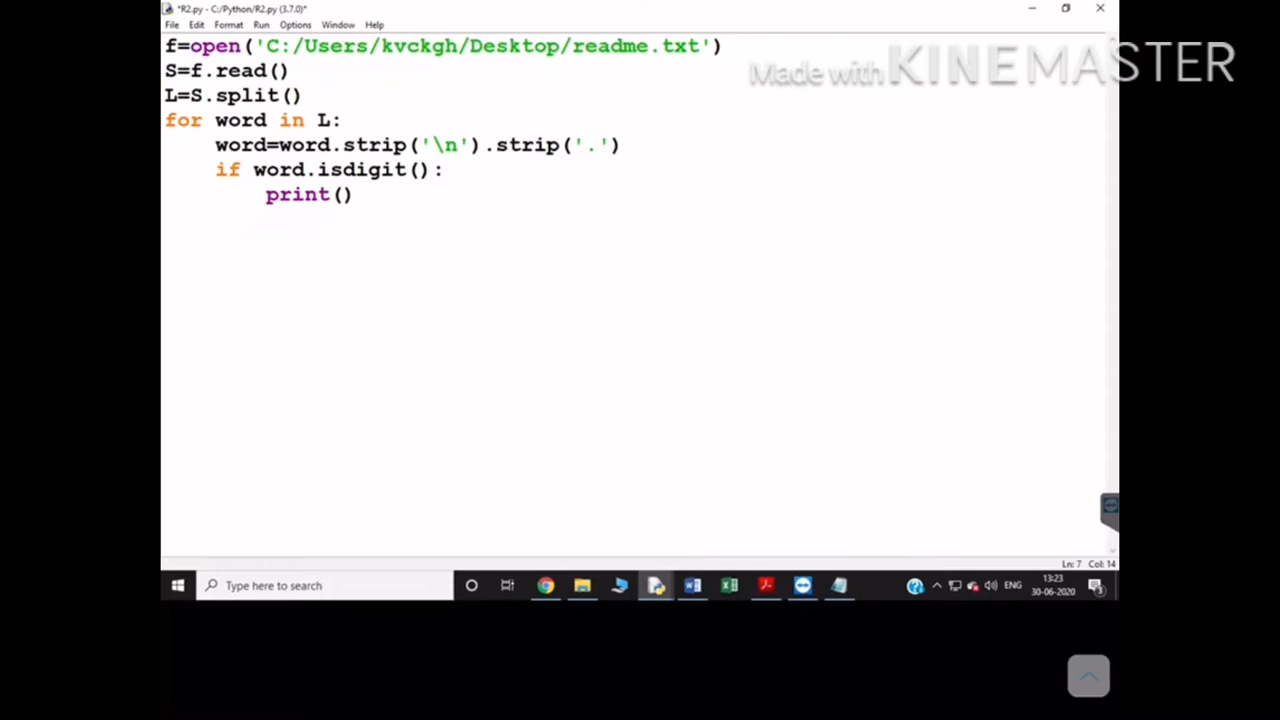 *R2.py - C:/Python/R2.py (3.7.0)*
File Edit Format Run Options Window Help
f=open('C:/Users/kvckgh/Desktop/readme.txt')
Made with KINEMASTER
S=f.read()
L=S.split()
for word in L:
    word=word.strip('\n').strip('.')
    if word.isdigit():
        print()
Ln: 7 Col: 14
Type here to search
ENG
13:23
30-06-2020
3